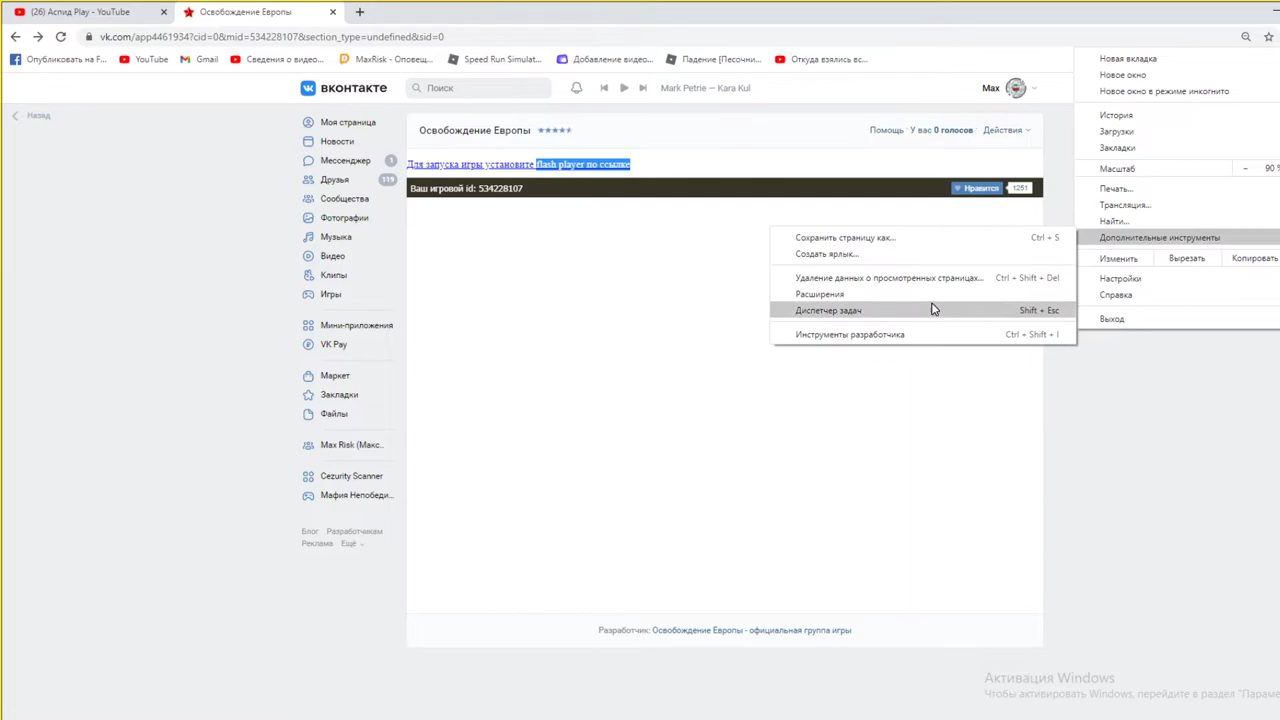 (26) Аспид Play - YouTube
Освобождение Европы
vk.com/app4461934?cid=0&mid=534228107&section_type=undefined&sid=0
Опубликовать на F...
YouTube
Gmail
Сведения о видео...
MaxRisk - Оповещ...
Speed Run Simulat...
Добавление видео...
Падение [Песочни...
Откуда взялись вс...
вконтакте
Поиск
Mark Petrie — Kara Kul
Max
Назад
Моя страница
Новости
Мессенджер 1
Друзья 119
Сообщества
Фотографии
Музыка
Видео
Клипы
Игры
Мини-приложения
VK Pay
Маркет
Закладки
Файлы
Max Risk (Макс..
Cezurity Scanner
Мафия Непобеди..
Блог Разработчикам
Реклама Ещё
Освобождение Европы
Помощь · У вас 0 голосов
Действия
Для запуска игры установите flash player по ссылке
Ваш игровой id: 534228107
Нравится 1251
Разработчик: Освобождение Европы - официальная группа игры
Сохранить страницу как... Ctrl + S
Создать ярлык...
Удаление данных о просмотренных страницах... Ctrl + Shift + Del
Расширения
Диспетчер задач Shift + Esc
Инструменты разработчика Ctrl + Shift + I
Новая вкладка
Новое окно
Новое окно в режиме инкогнито
История
Загрузки
Закладки
Масштаб − 90 %
Печать...
Трансляция...
Найти...
Дополнительные инструменты
Изменить Вырезать Копировать
Настройки
Справка
Выход
Активация Windows
Чтобы активировать Windows, перейдите в раздел "Параме